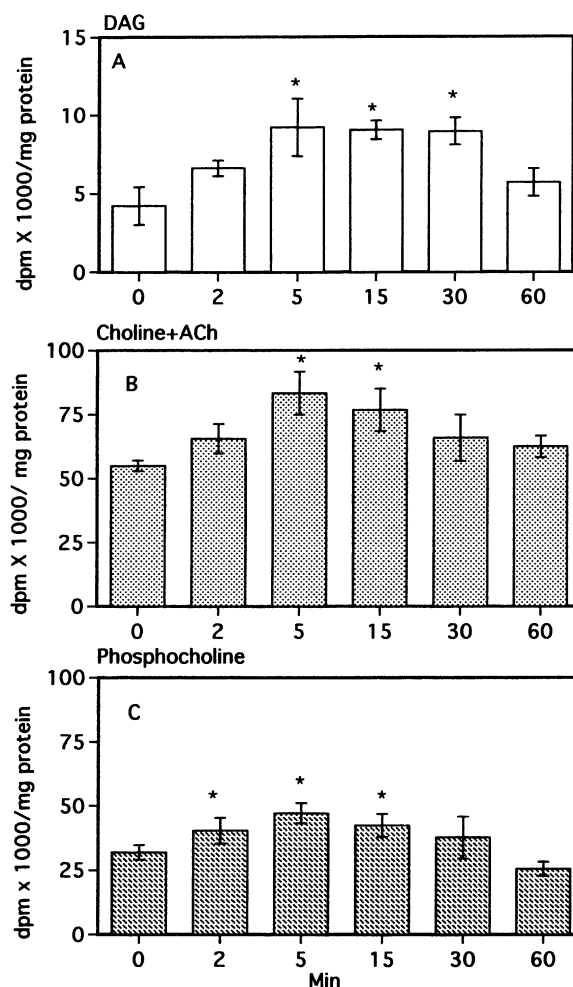 DAG
15
A
*
*
*
10
5
0
dpm X 1000/mg protein
0 2 5 15 30 60
Choline+ACh
100
B
*
*
75
50
25
0
dpm X 1000/ mg protein
0 2 5 15 30 60
Phosphocholine
100
C
75
*
*
*
50
25
0
dpm x 1000/mg protein
0 2 5 15 30 60
Min